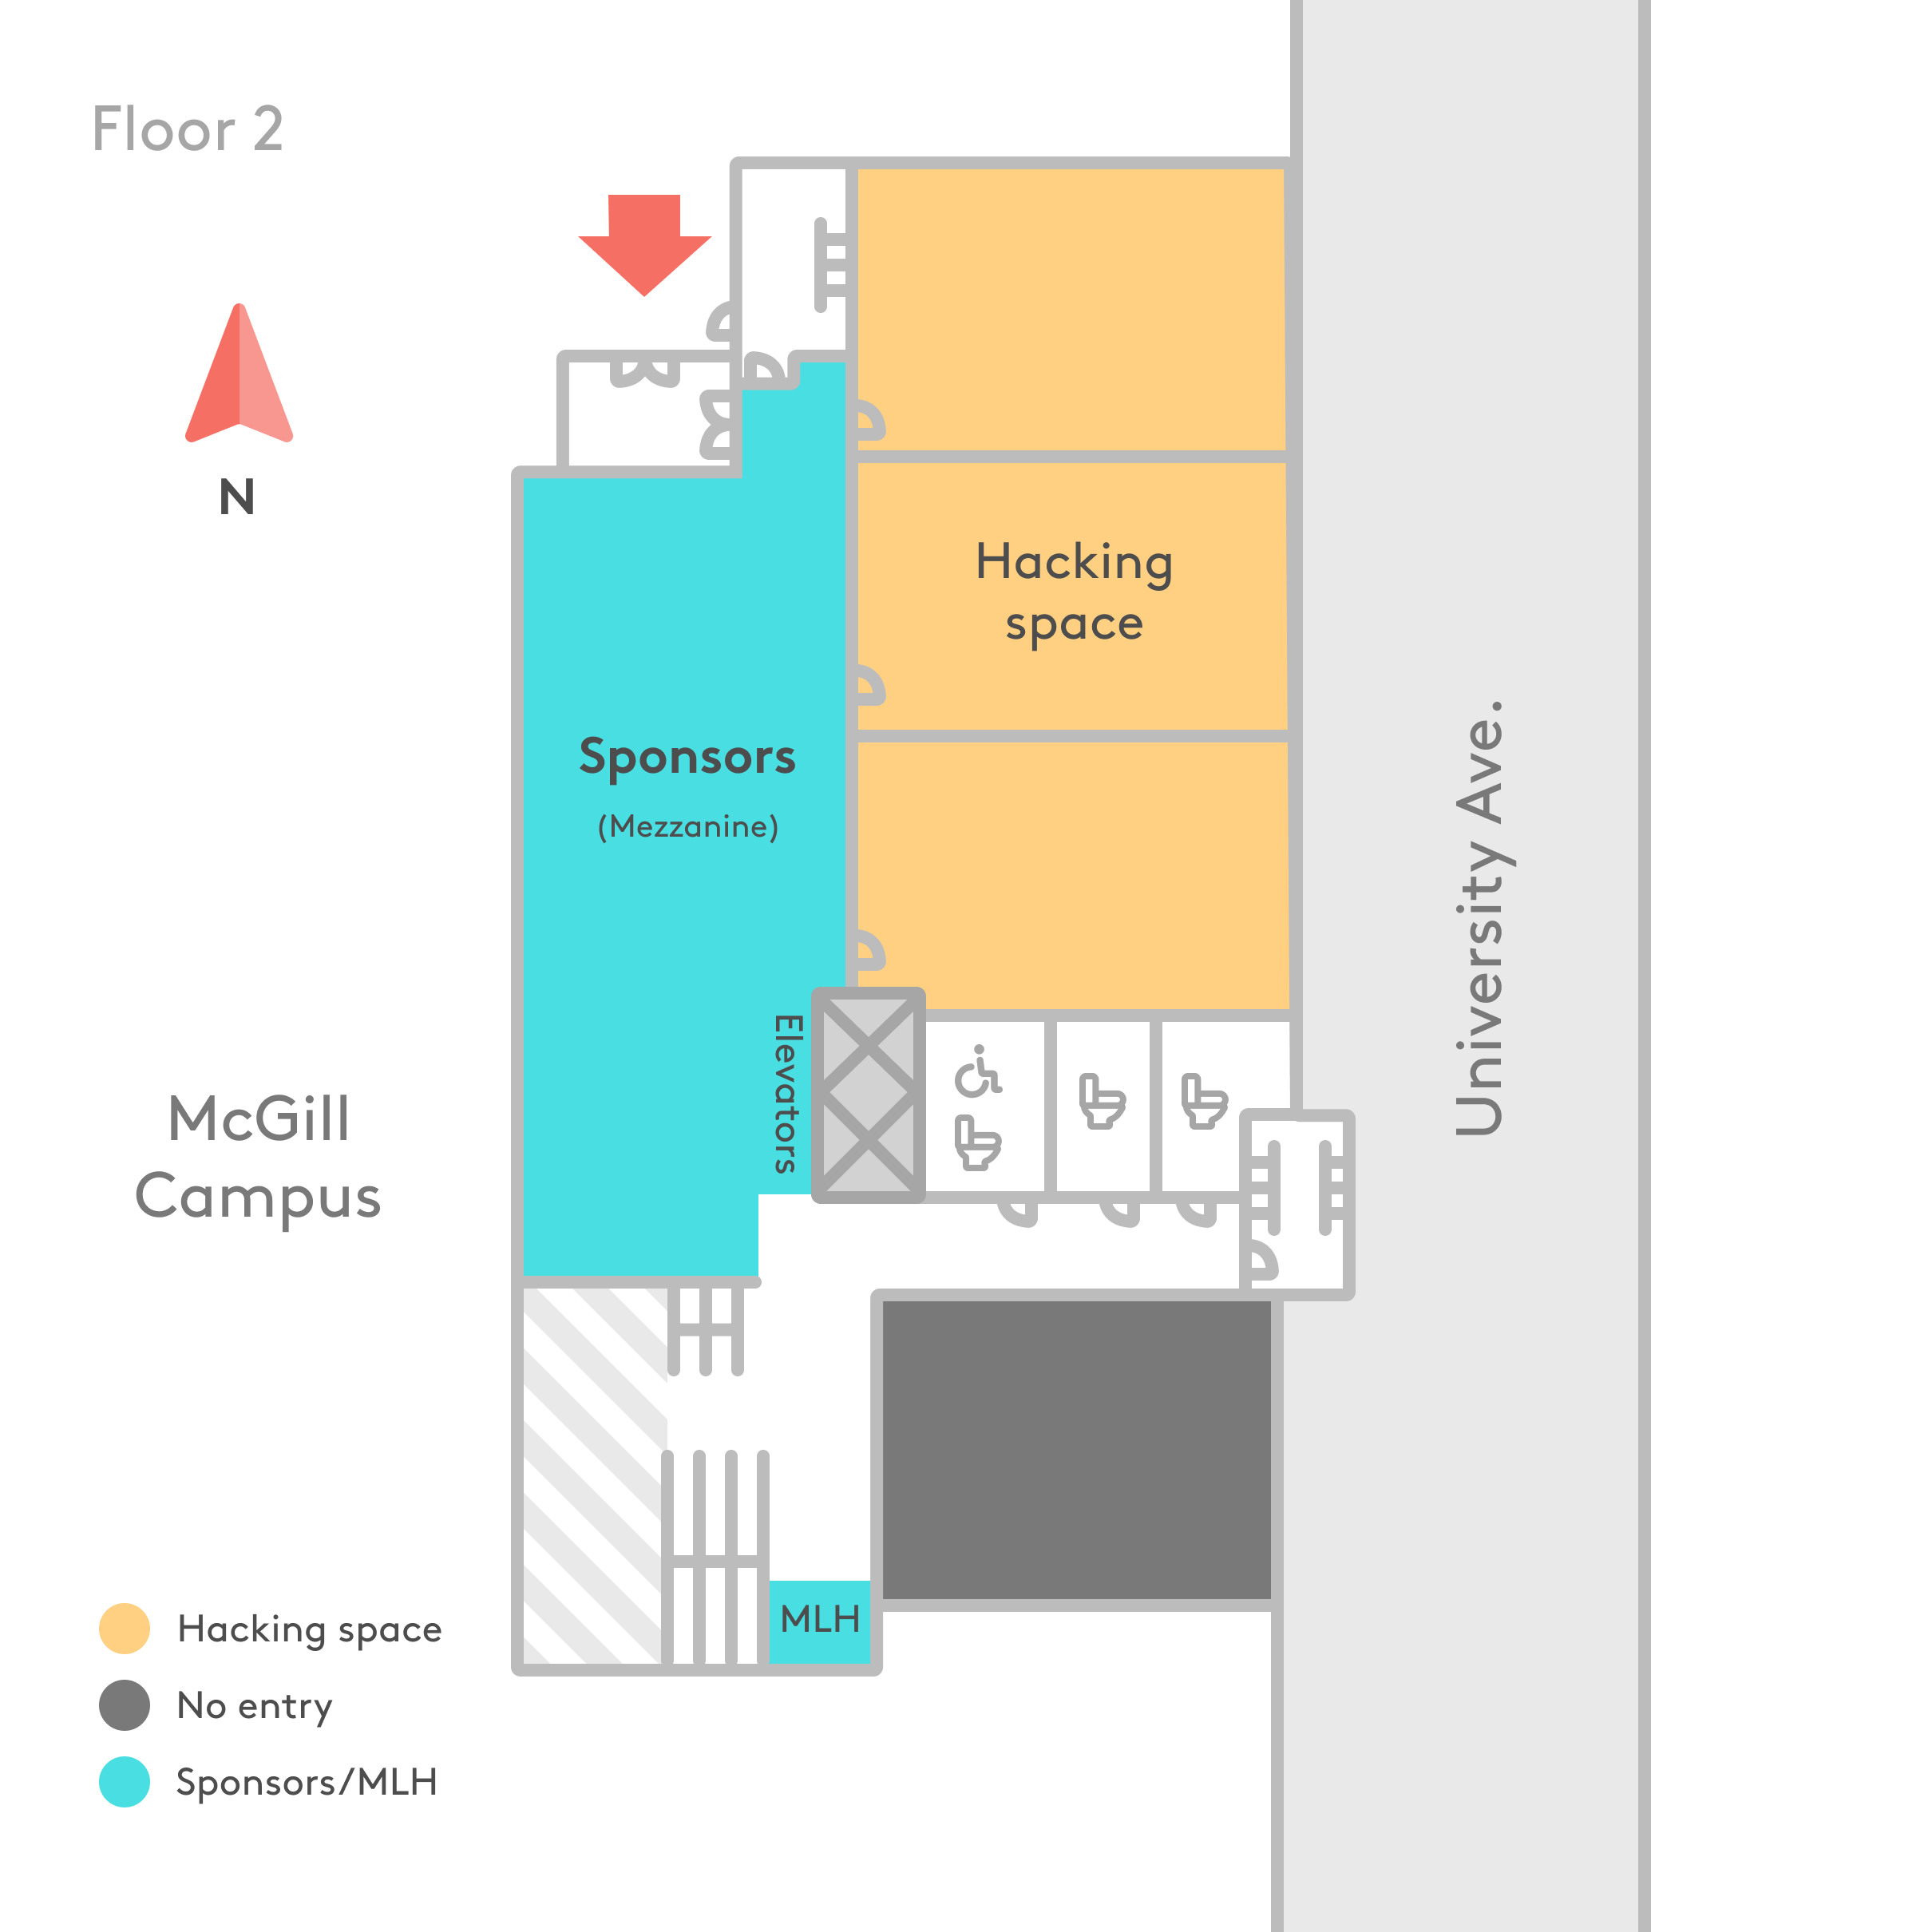 Floor 2
N
Hacking
space
Sponsors
(Mezzanine)
University Ave.
Elevators
McGill
Campus
MLH
Hacking space
No entry
Sponsors/MLH